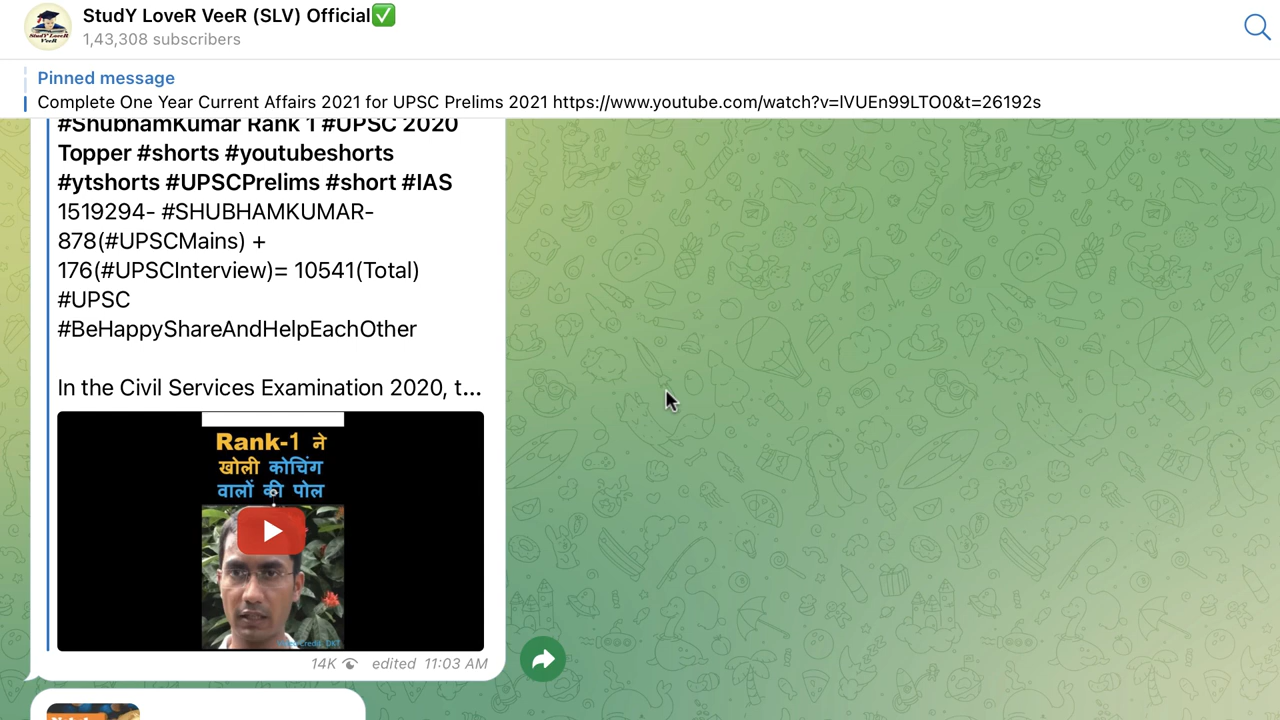 StudY LoveR VeeR (SLV) Official✅
1,43,308 subscribers
Pinned message
Complete One Year Current Affairs 2021 for UPSC Prelims 2021 https://www.youtube.com/watch?v=lVUEn99LTO0&t=26192s
#ShubhamKumar Rank 1 #UPSC 2020
Topper #shorts #youtubeshorts
#ytshorts #UPSCPrelims #short #IAS
1519294- #SHUBHAMKUMAR-
878(#UPSCMains) +
176(#UPSCInterview)= 10541(Total)
#UPSC
#BeHappyShareAndHelpEachOther
In the Civil Services Examination 2020, t...
Rank-1 ने
खोली कोचिंग
वालों की पोल
14K edited 11:03 AM